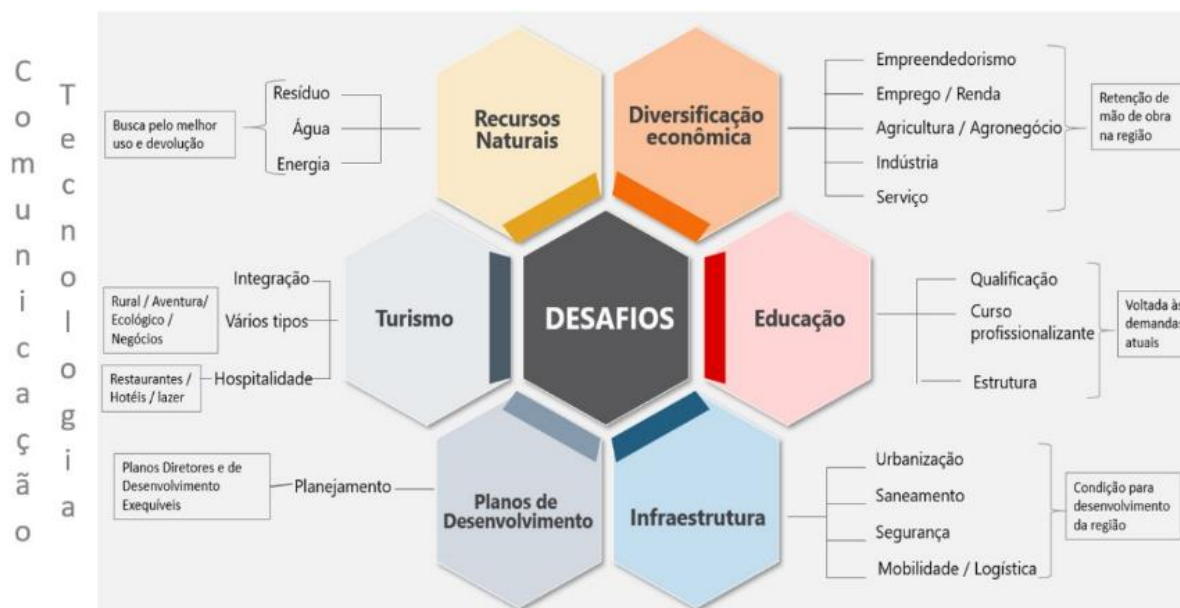 Comunicação
Tecnologia
Recursos
Naturais
Resíduo
Água
Energia
Busca pelo melhor
uso e devolução
Diversificação
econômica
Empreendedorismo
Emprego / Renda
Agricultura / Agronegócio
Indústria
Serviço
Retenção de
mão de obra
na região
Turismo
Integração
Vários tipos
Hospitalidade
Rural / Aventura/
Ecológico /
Negócios
Restaurantes /
Hotéis / lazer
DESAFIOS
Educação
Qualificação
Curso
profissionalizante
Estrutura
Voltada às
demandas
atuais
Planos de
Desenvolvimento
Planejamento
Planos Diretores e de
Desenvolvimento
Exequíveis
Infraestrutura
Urbanização
Saneamento
Segurança
Mobilidade / Logística
Condição para
desenvolvimento
da região